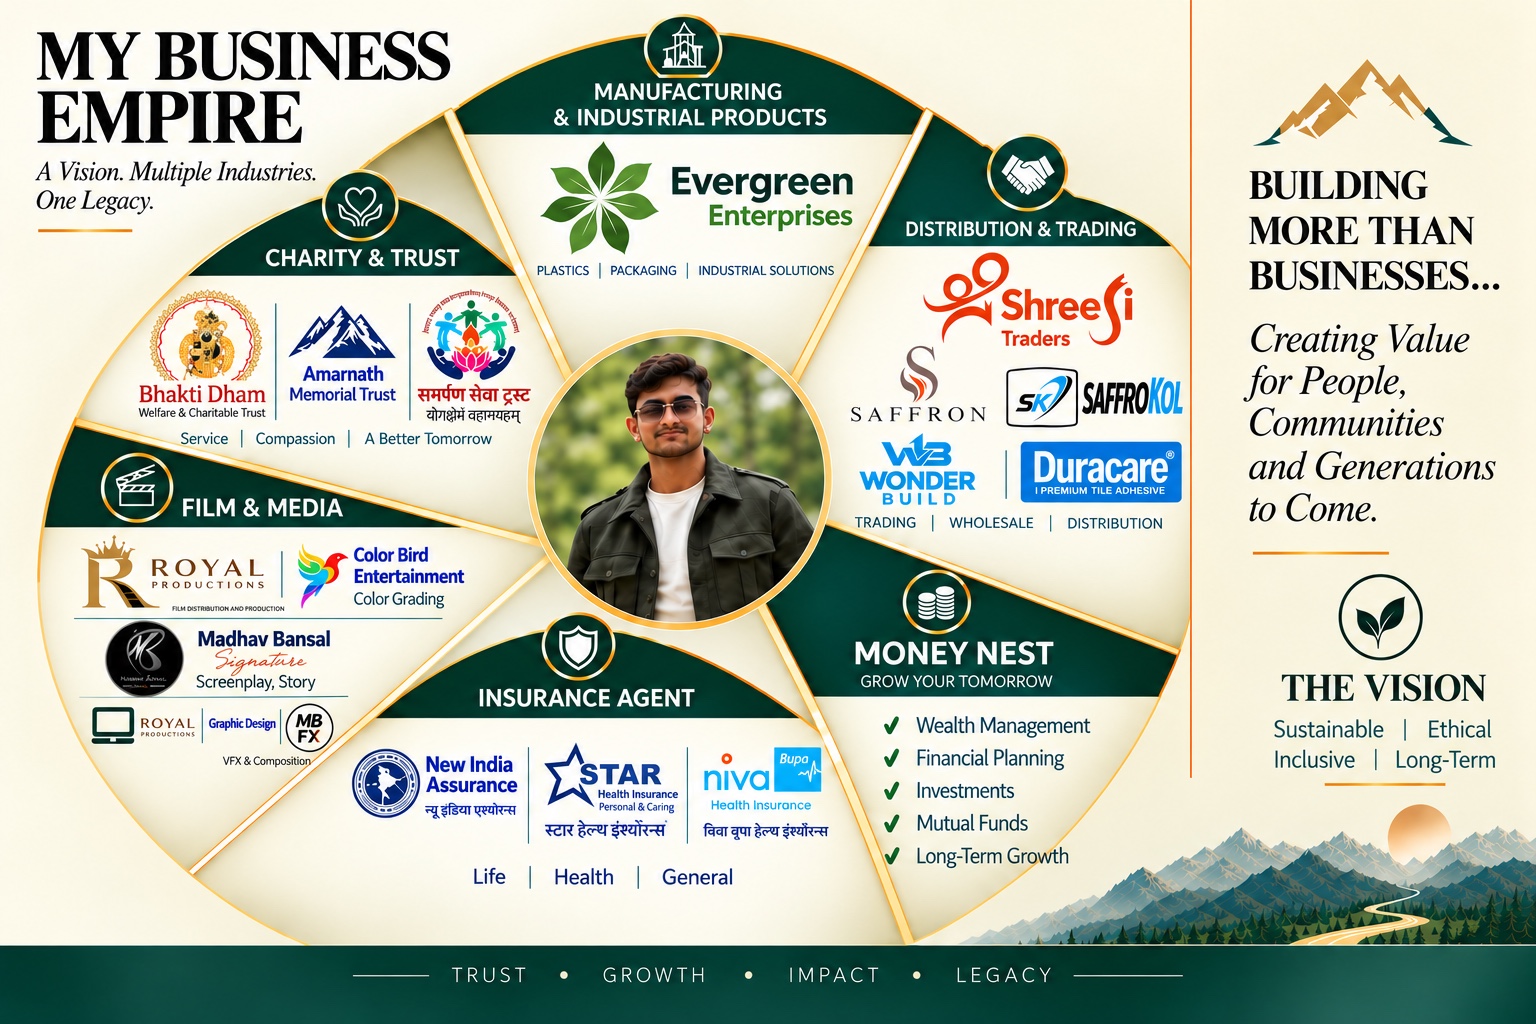 MY BUSINESS
EMPIRE
A Vision. Multiple Industries.
One Legacy.
MANUFACTURING
& INDUSTRIAL PRODUCTS
Evergreen
Enterprises
PLASTICS | PACKAGING | INDUSTRIAL SOLUTIONS
DISTRIBUTION & TRADING
ShreeSi
Traders
SAFFRON
SK
SAFFROKOL
WB
WONDER
BUILD
Duracare®
PREMIUM TILE ADHESIVE
TRADING | WHOLESALE | DISTRIBUTION
CHARITY & TRUST
Bhakti Dham
Welfare & Charitable Trust
Amarnath
Memorial Trust
समर्पण सेवा ट्रस्ट
योगक्षेमं वहाम्यहम्
Service | Compassion | A Better Tomorrow
FILM & MEDIA
R ROYAL
PRODUCTIONS
FILM DISTRIBUTION AND PRODUCTION
Color Bird
Entertainment
Color Grading
Madhav Bansal
Signature
Screenplay, Story
ROYAL
PRODUCTIONS
Graphic Design
MB
FX
VFX & Composition
INSURANCE AGENT
New India
Assurance
न्यू इंडिया एश्योरन्स
STAR
Health Insurance
Personal & Caring
स्टार हेल्थ इंश्योरन्स
niva Bupa
Health Insurance
विवा वूपा हेल्थ इंश्योरन्स
Life | Health | General
MONEY NEST
GROW YOUR TOMORROW
Wealth Management
Financial Planning
Investments
Mutual Funds
Long-Term Growth
BUILDING
MORE THAN
BUSINESSES...
Creating Value
for People,
Communities
and Generations
to Come.
THE VISION
Sustainable | Ethical
Inclusive | Long-Term
TRUST • GROWTH • IMPACT • LEGACY